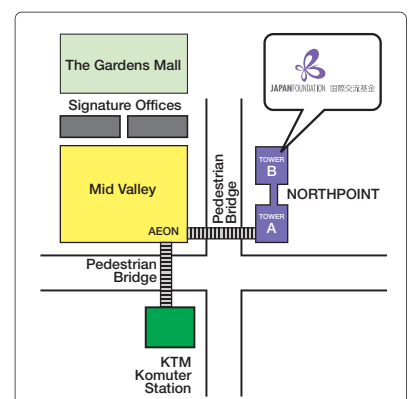 The Gardens Mall
Signature Offices
JAPANFOUNDATION 国際交流基金
Mid Valley
AEON
Pedestrian
Bridge
TOWER
B
NORTHPOINT
TOWER
A
Pedestrian
Bridge
KTM
Komuter
Station